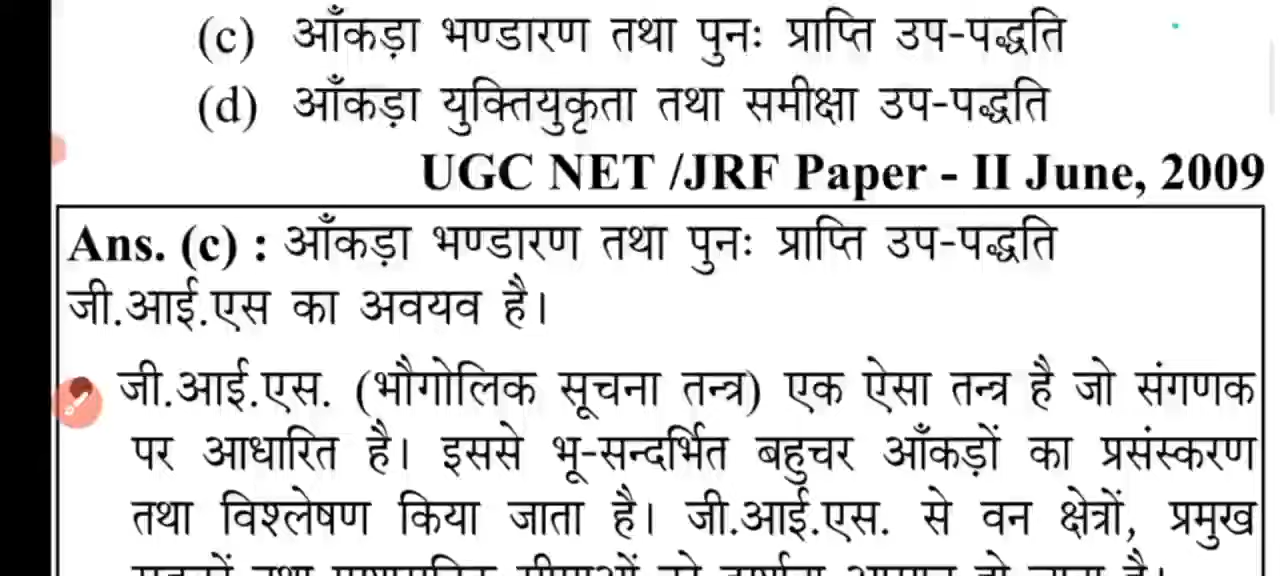 (c) आँकड़ा भण्डारण तथा पुनः प्राप्ति उप-पद्धति
(d) आँकड़ा युक्तियुकृता तथा समीक्षा उप-पद्धति
UGC NET /JRF Paper - II June, 2009
Ans. (c) : आँकड़ा भण्डारण तथा पुनः प्राप्ति उप-पद्धति
जी.आई.एस का अवयव है।
जी.आई.एस. (भौगोलिक सूचना तन्त्र) एक ऐसा तन्त्र है जो संगणक
पर आधारित है। इससे भू-सन्दर्भित बहुचर आँकड़ों का प्रसंस्करण
तथा विश्लेषण किया जाता है। जी.आई.एस. से वन क्षेत्रों, प्रमुख